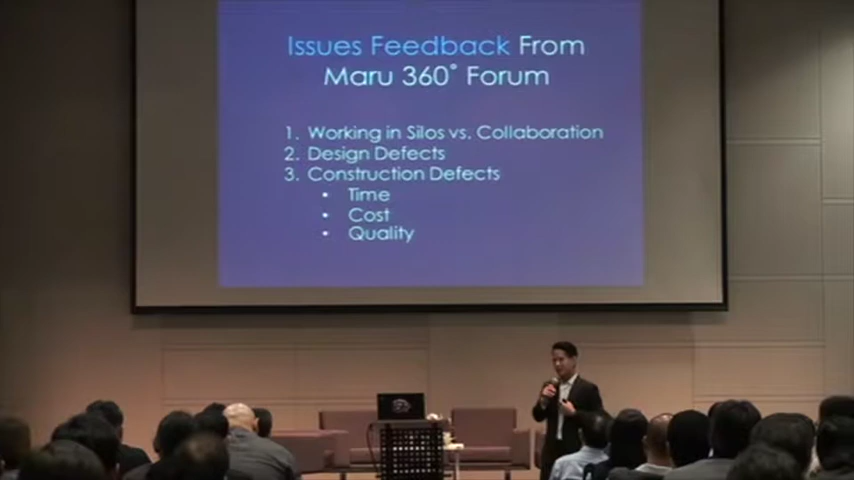 Issues Feedback From
Maru 360° Forum
1. Working in Silos vs. Collaboration
2. Design Defects
3. Construction Defects
• Time
• Cost
• Quality